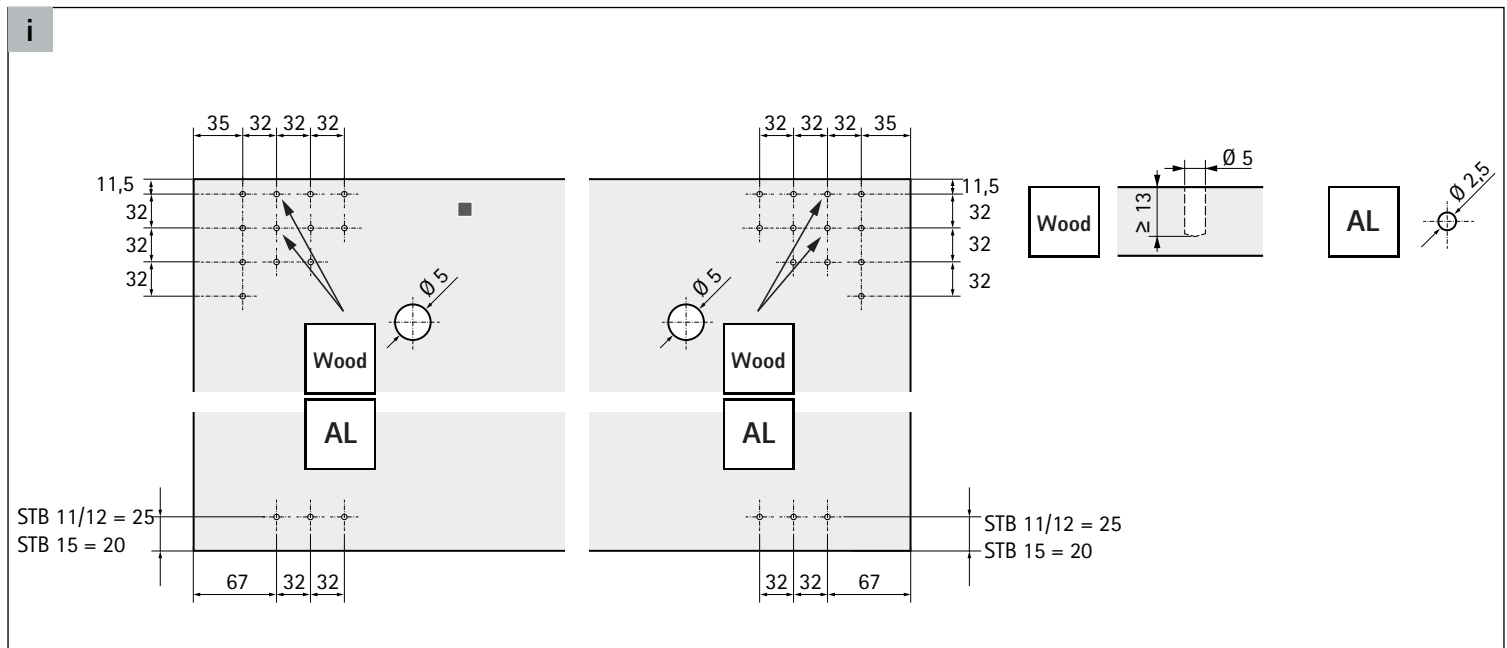 i
35 32 32 32
32 32 32 35
11,5
32
32
32
11,5
32
32
32
Ø 5
Ø 5
Wood
AL
Wood
AL
Wood
≥ 13
Ø 5
AL
Ø 2,5
STB 11/12 = 25
STB 15 = 20
STB 11/12 = 25
STB 15 = 20
67 32 32
32 32 67